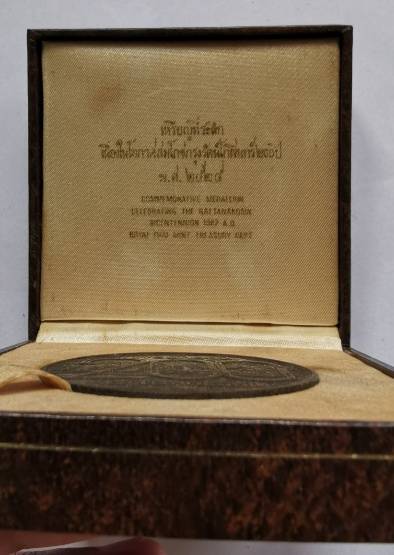 เหรียญที่ระลึก
พ.ศ. ๒๕๒๕
COMMEMORATIVE MEDALLION
CELEBRATING THE RATTANAKOSIN
BICENTENNIAL 1982 A.D.
ROYAL THAI MINT TREASURY DEPT.